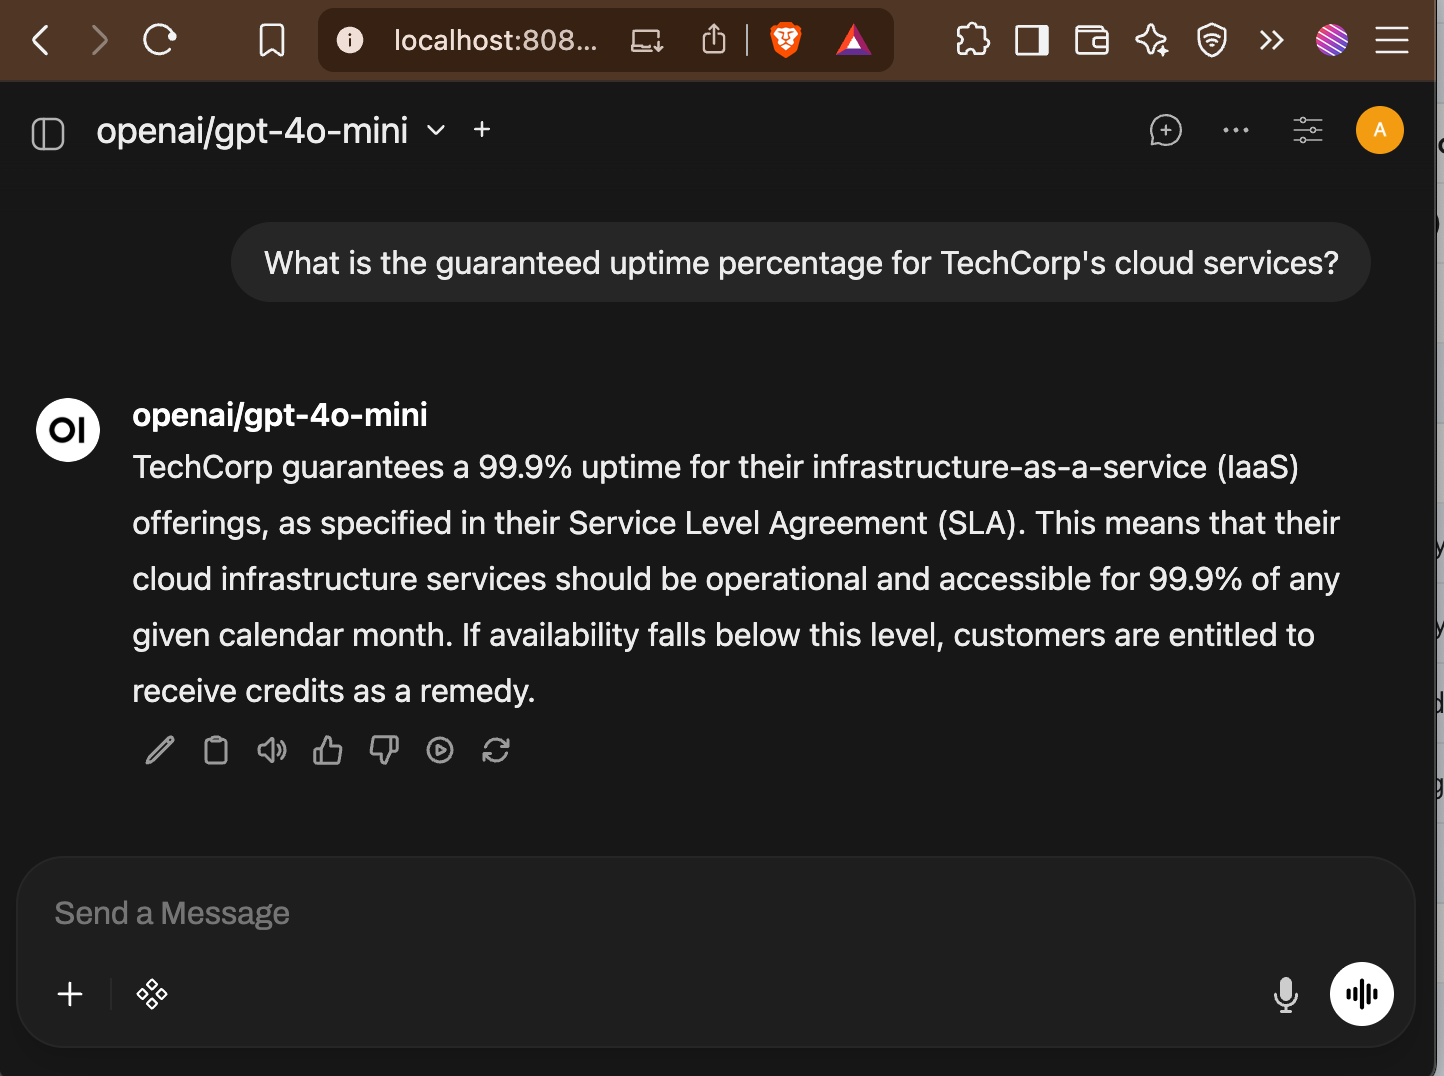 localhost:808...
openai/gpt-4o-mini
A
What is the guaranteed uptime percentage for TechCorp's cloud services?
OI
openai/gpt-4o-mini
TechCorp guarantees a 99.9% uptime for their infrastructure-as-a-service (IaaS)
offerings, as specified in their Service Level Agreement (SLA). This means that their
cloud infrastructure services should be operational and accessible for 99.9% of any
given calendar month. If availability falls below this level, customers are entitled to
receive credits as a remedy.
Send a Message